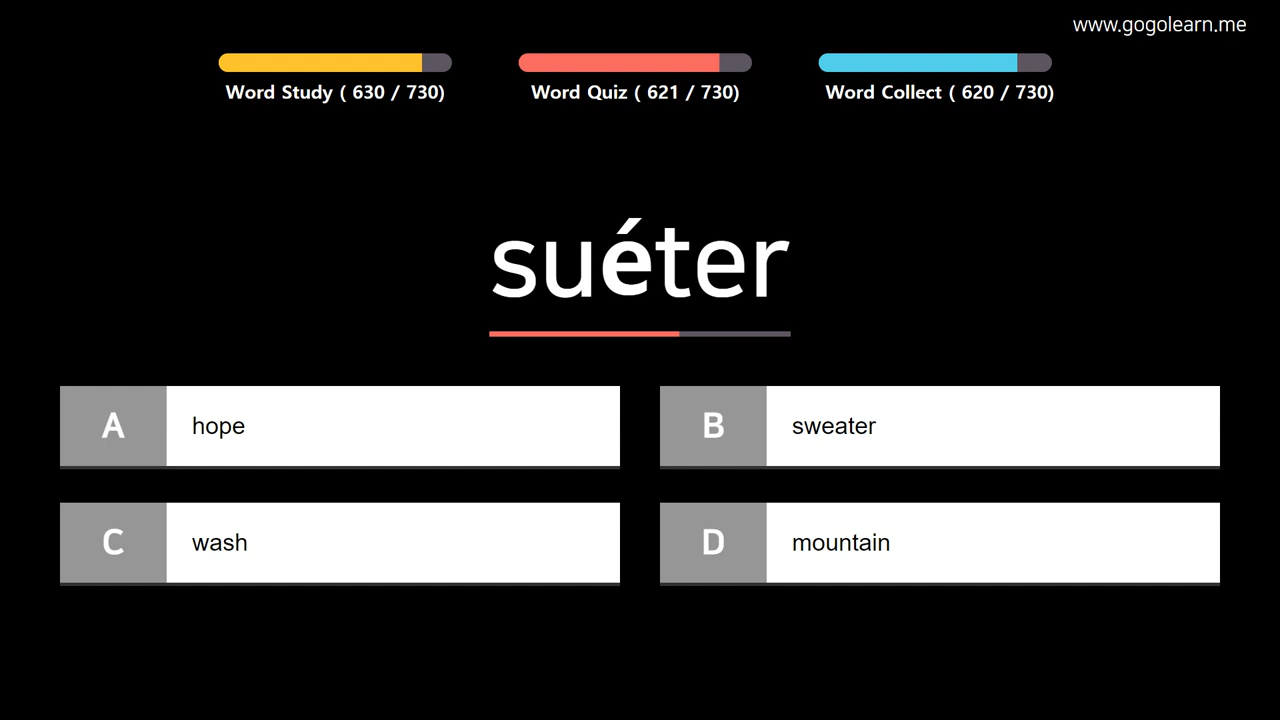 www.gogolearn.me
Word Study ( 630 / 730)
Word Quiz ( 621 / 730)
Word Collect ( 620 / 730)
suéter
A hope
B sweater
C wash
D mountain